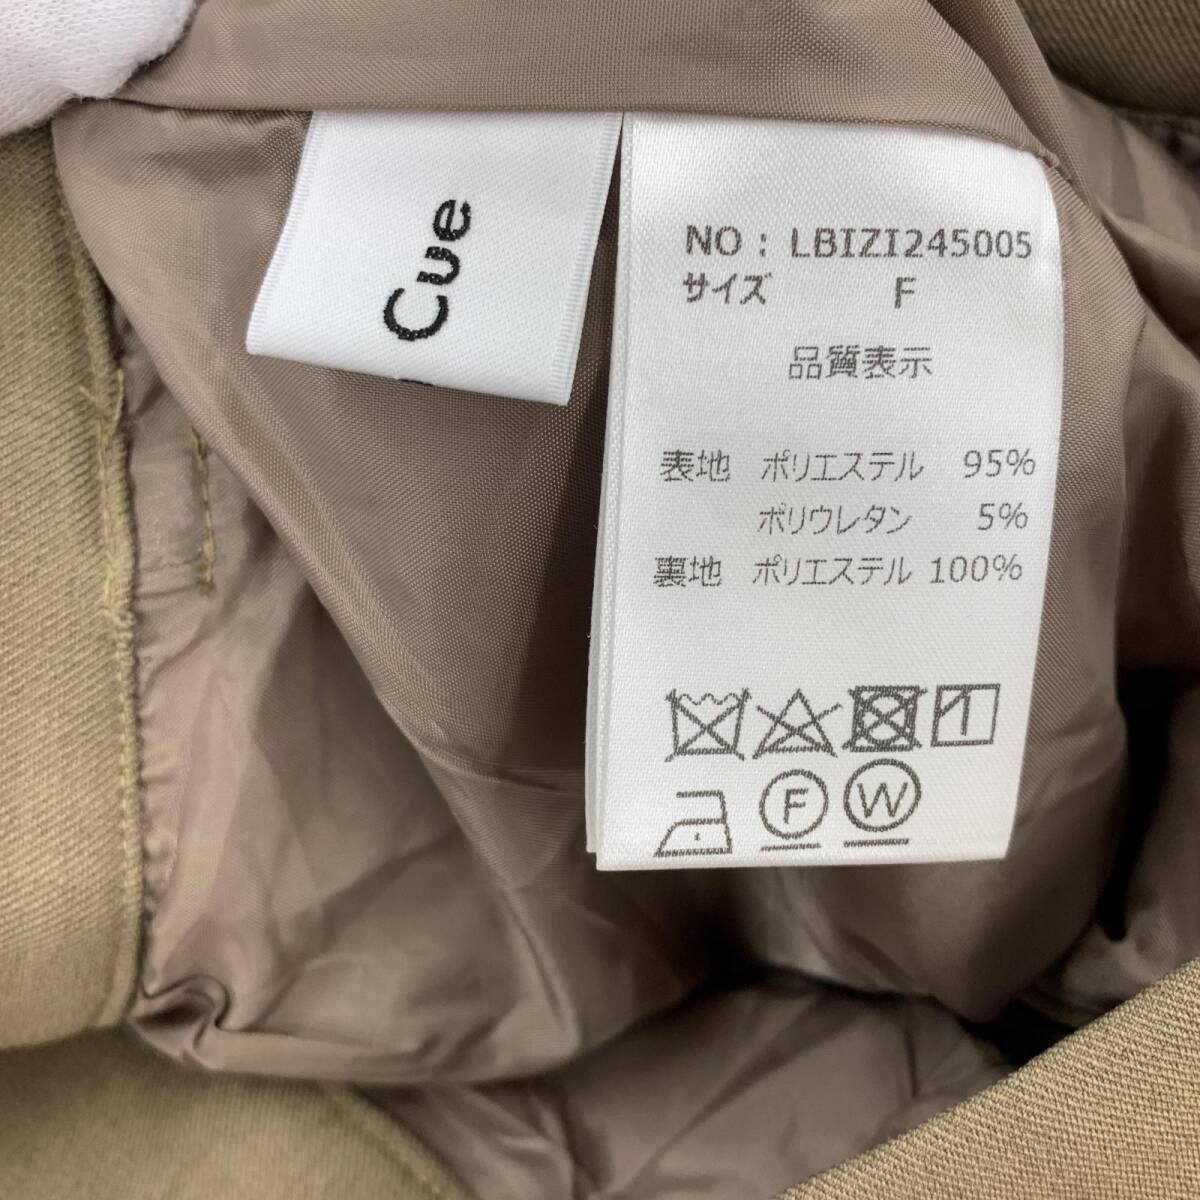 Cue
NO : LBIZI245005
サイズ F
品質表示
表地 ポリエステル 95%
ポリウレタン 5%
裏地 ポリエステル 100%
F W